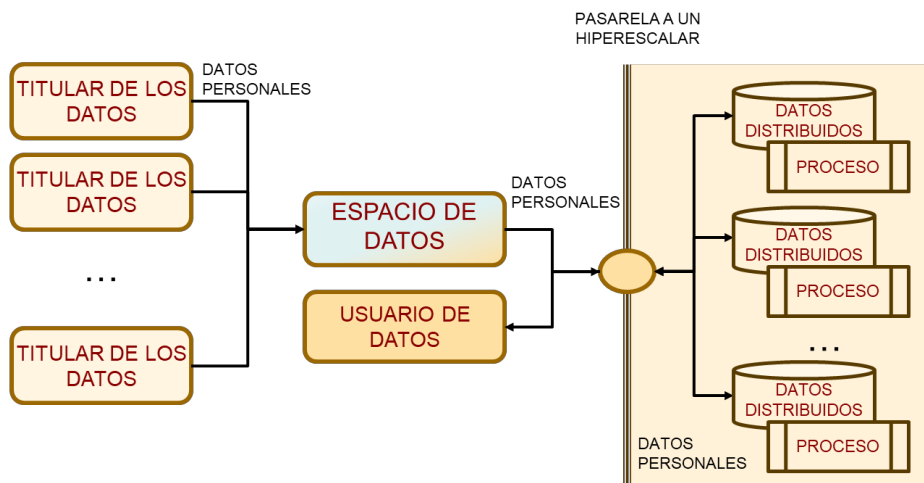 PASARELA A UN
HIPERESCALAR
DATOS
PERSONALES
TITULAR DE LOS
DATOS
TITULAR DE LOS
DATOS
...
TITULAR DE LOS
DATOS
ESPACIO DE
DATOS
USUARIO DE
DATOS
DATOS
PERSONALES
DATOS
DISTRIBUIDOS
PROCESO
DATOS
DISTRIBUIDOS
PROCESO
...
DATOS
DISTRIBUIDOS
PROCESO
DATOS
PERSONALES